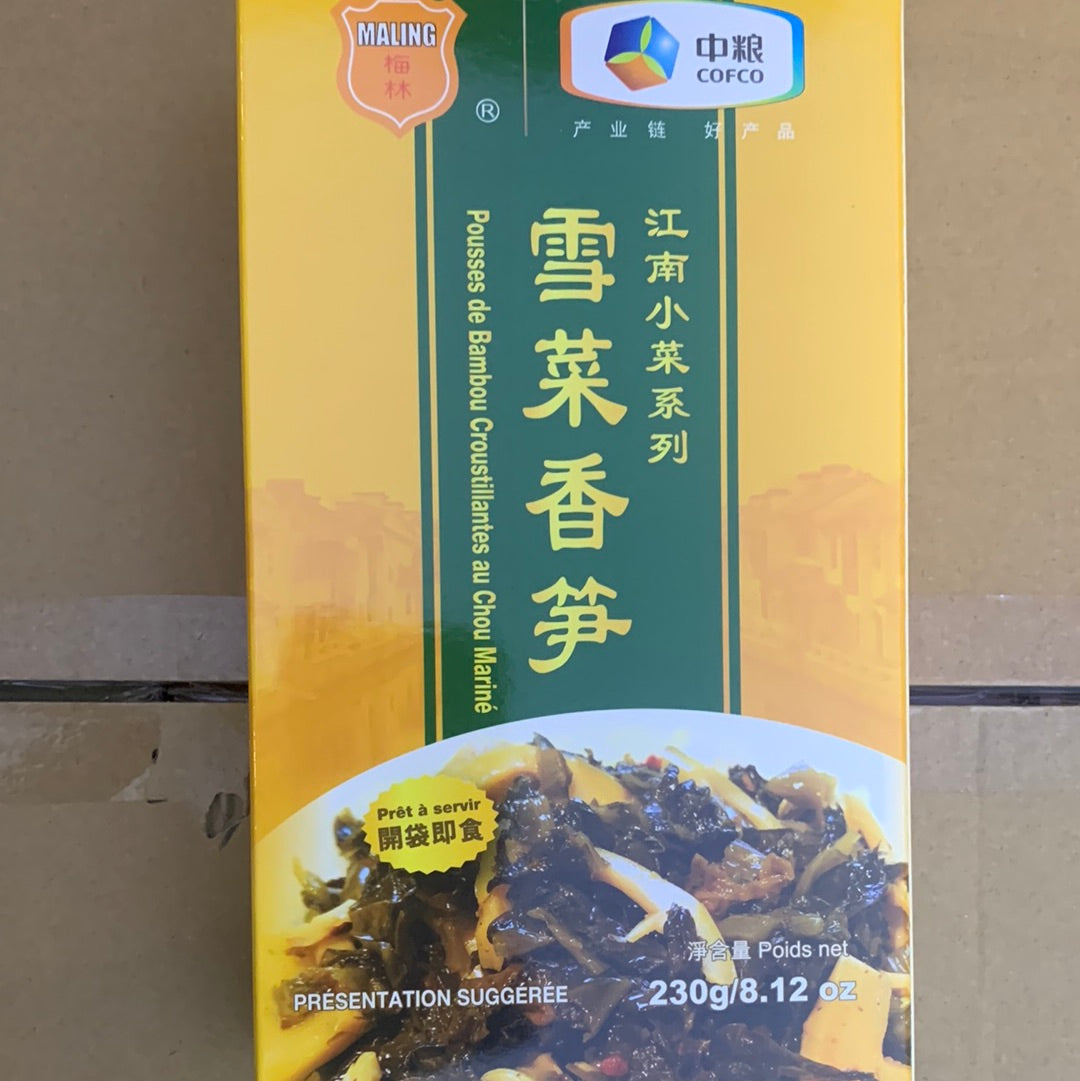 MALING
梅
林
®
中粮
COFCO
产业链 好产品
江南小菜系列
雪菜香笋
Pousses de Bambou Croustillantes au Chou Mariné
Prêt à servir
開袋即食
淨含量 Poids net
230g/8.12 oz
PRÉSENTATION SUGGÉRÉE